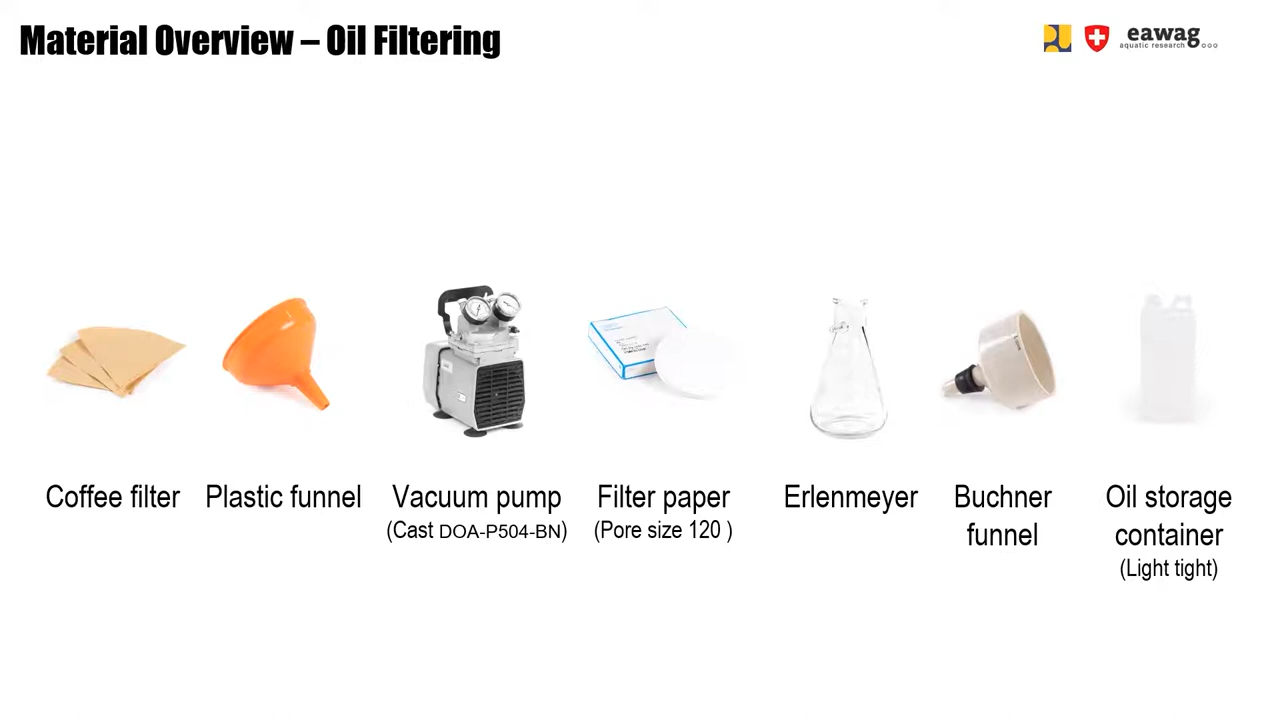 Material Overview – Oil Filtering
eawag
aquatic research
Coffee filter
Plastic funnel
Vacuum pump
(Cast DOA-P504-BN)
Filter paper
(Pore size 120 )
Erlenmeyer
Buchner
funnel
Oil storage
container
(Light tight)